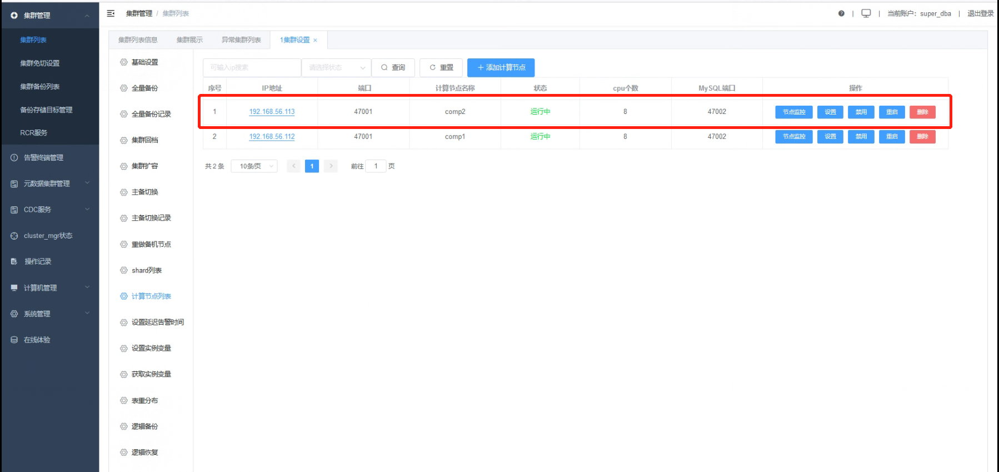 集群管理
集群列表
集群免切设置
集群备份列表
备份存储目标管理
RCR服务
告警终端管理
元数据集群管理
CDC服务
cluster_mgr状态
操作记录
计算机管理
系统管理
在线体验
集群管理 / 集群列表
| | 当前账户: super_dba | 退出登录
集群列表信息 集群展示 异常集群列表 1集群设置 ×
基础设置
全量备份
全量备份记录
集群回档
集群扩容
主备切换
主备切换记录
重做备机节点
shard列表
计算节点列表
设置延迟告警时间
设置实例变量
获取实例变量
表重分布
逻辑备份
逻辑恢复
可输入ip搜索 请选择状态 查询 重置 + 添加计算节点
序号 IP地址 端口 计算节点名称 状态 cpu个数 MySQL端口 操作
1 192.168.56.113 47001 comp2 运行中 8 47002 节点监控 设置 禁用 重启 删除
2 192.168.56.112 47001 comp1 运行中 8 47002 节点监控 设置 禁用 重启 删除
共 2 条 10条/页 < 1 > 前往 1 页